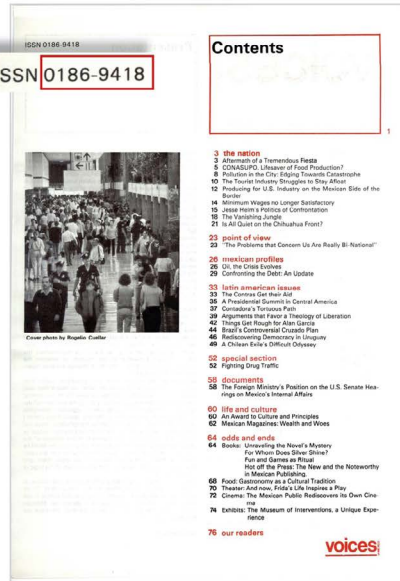 ISSN 0186-9418
SSN 0186-9418
Contents
1
3 the nation
3 Aftermath of a Tremendous Fiesta
5 CONASUPO, Lifesaver of Food Production?
8 Pollution in the City: Edging Towards Catastrophe
10 The Tourist Industry Struggles to Stay Afloat
12 Producing for U.S. Industry on the Mexican Side of the
Border
14 Minimum Wages no Longer Satisfactory
15 Jesse Helm's Politics of Confrontation
18 The Vanishing Jungle
21 Is All Quiet on the Chihuahua Front?
23 point of view
23 "The Problems that Concern Us Are Really Bi-National"
26 mexican profiles
26 Oil, the Crisis Evolves
29 Confronting the Debt: An Update
33 latin american issues
33 The Contras Get their Aid
35 A Presidential Summit in Central America
37 Contadora's Tortuous Path
39 Arguments that Favor a Theology of Liberation
42 Things Get Rough for Alan García
44 Brazil's Controversial Cruzado Plan
46 Rediscovering Democracy in Uruguay
49 A Chilean Exile's Difficult Odyssey
52 special section
52 Fighting Drug Traffic
58 documents
58 The Foreign Ministry's Position on the U.S. Senate Hea-
rings on Mexico's Internal Affairs
60 life and culture
60 An Award to Culture and Principles
62 Mexican Magazines: Wealth and Woes
64 odds and ends
64 Books: Unraveling the Novel's Mystery
For Whom Does Silver Shine?
Fun and Games as Ritual
Hot off the Press: The New and the Noteworthy
in Mexican Publishing.
68 Food: Gastronomy as a Cultural Tradition
70 Theater: And now, Frida's Life Inspires a Play
72 Cinema: The Mexican Public Rediscovers its Own Cine-
ma
74 Exhibits: The Museum of Interventions, a Unique Expe-
rience
76 our readers
Cover photo by Rogelio Cuellar
voices